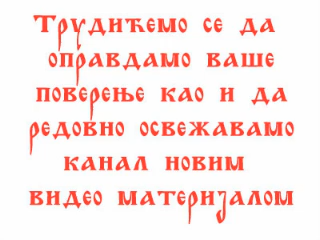 Трудићемо се да
оправдамо ваше
поверење као и да
редовно освежавамо
канал новим
видео материјалом